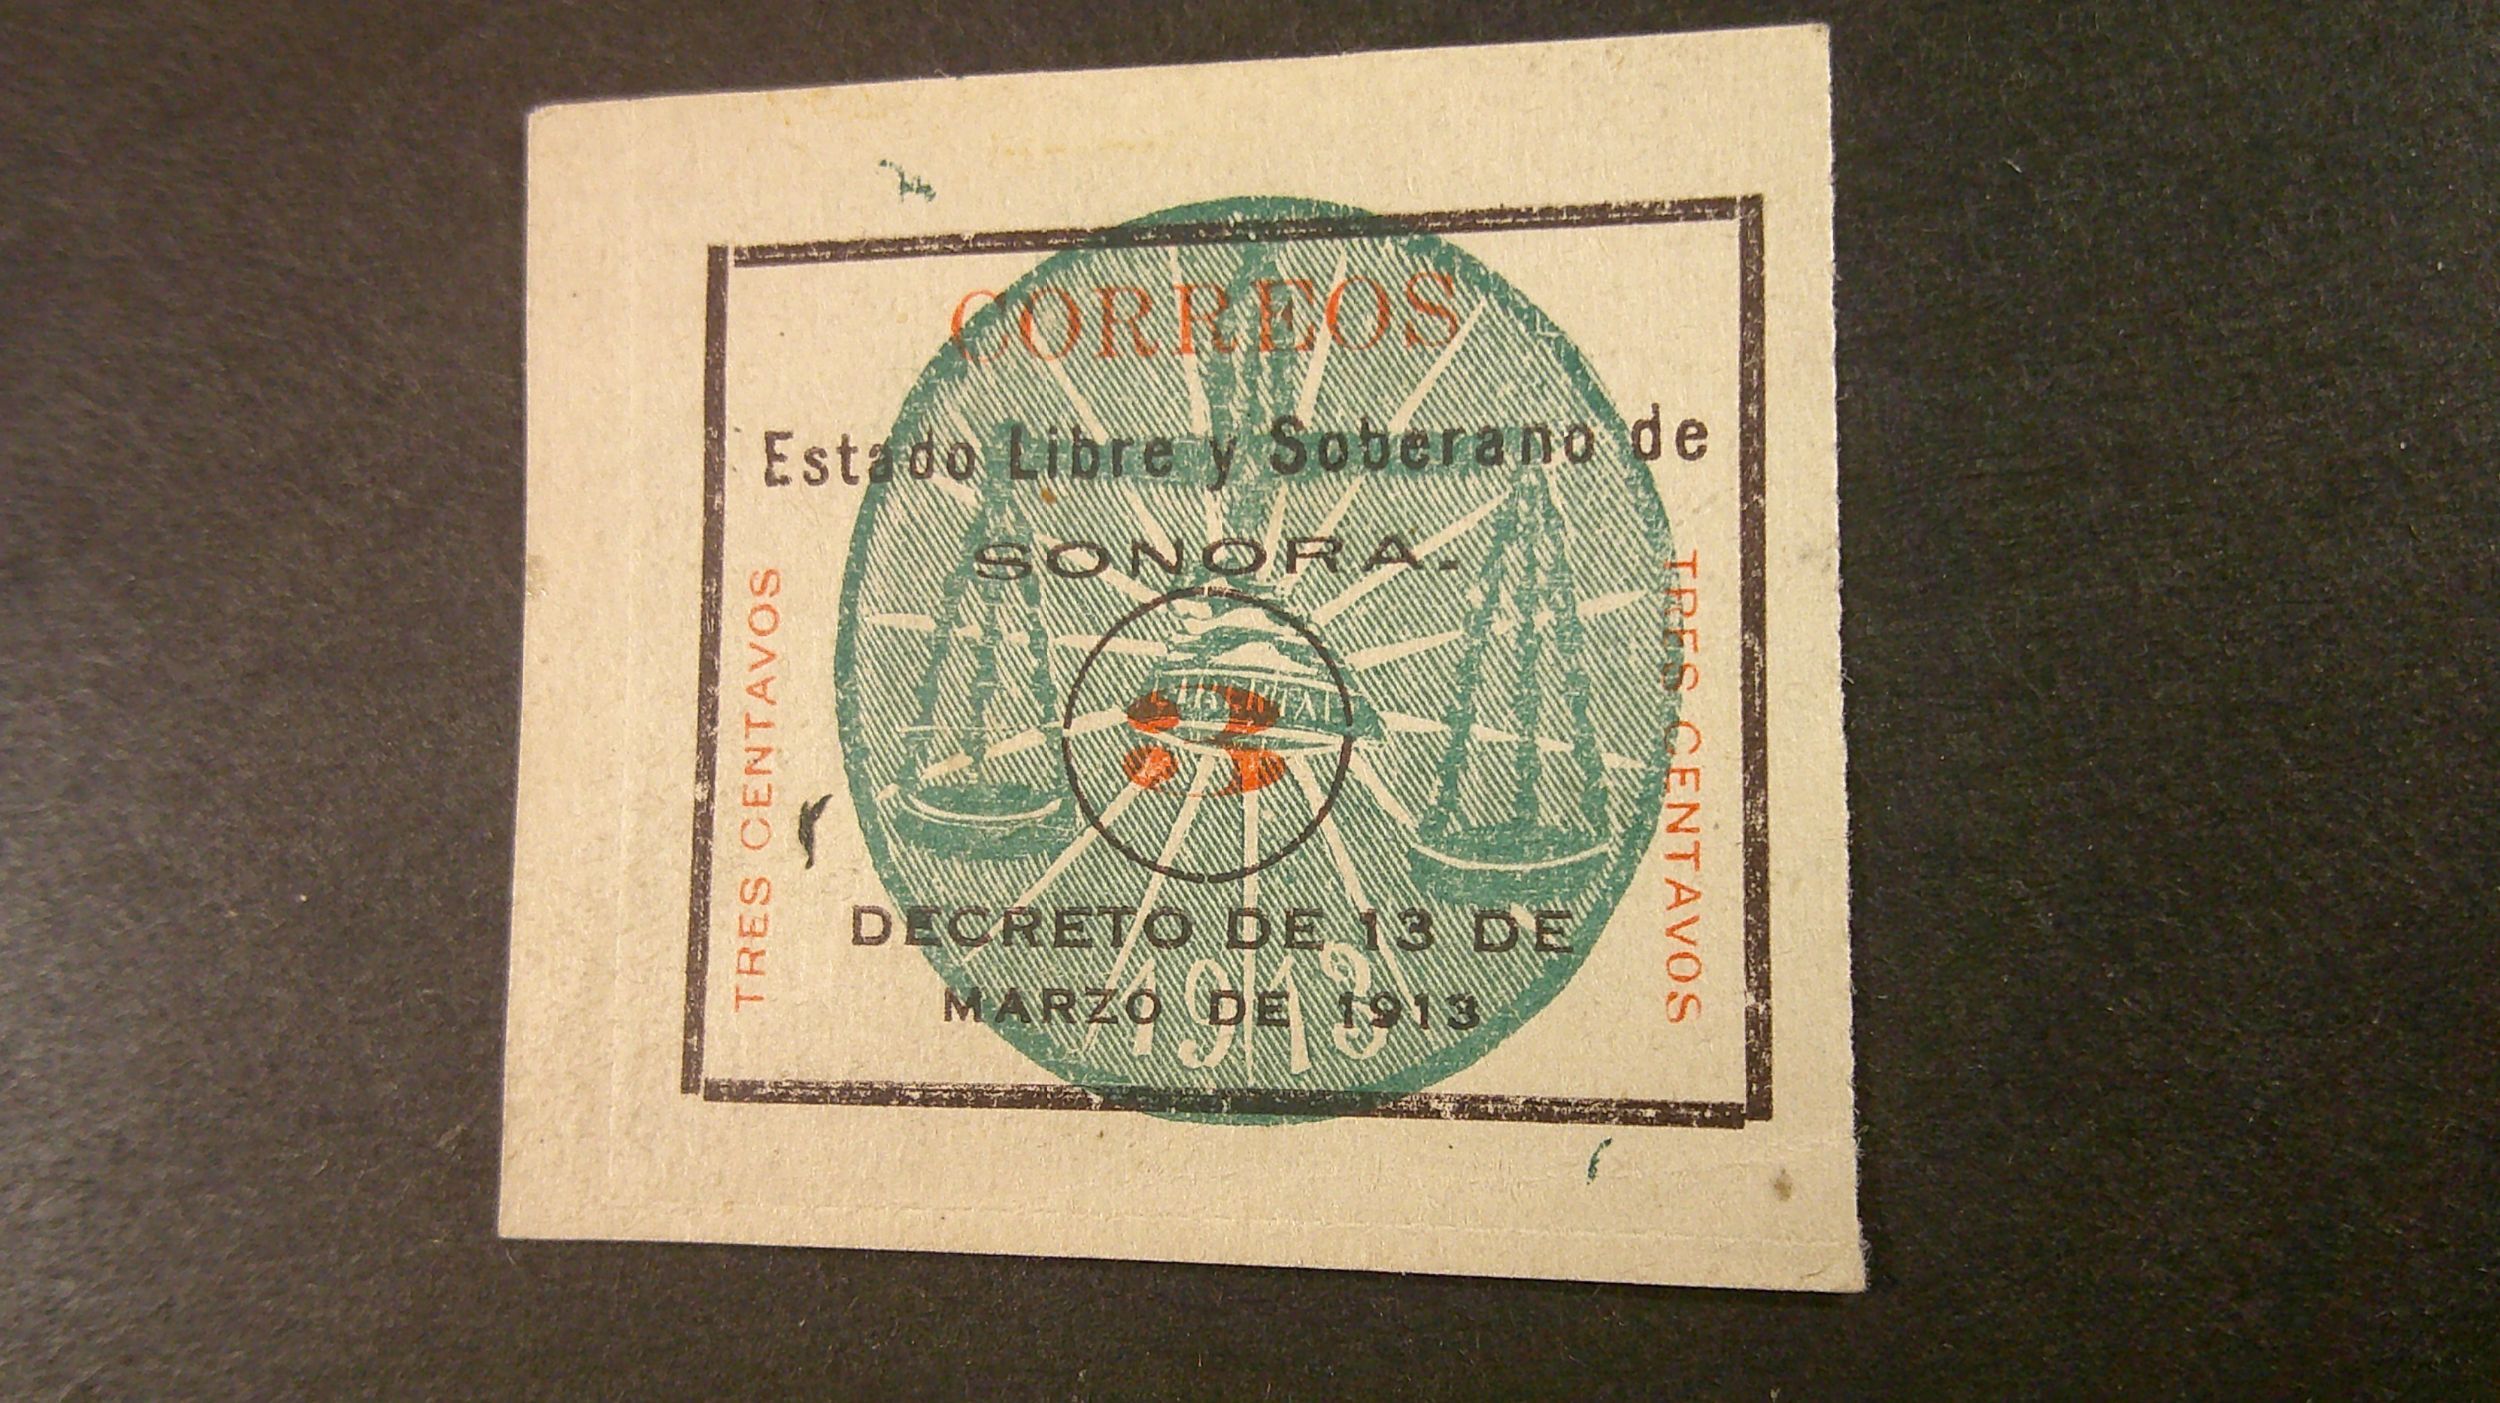 CORREOS
Estado Libre y Soberano de
SONORA.
TRES CENTAVOS
LIBERTAD
3
TRES CENTAVOS
DECRETO DE 13 DE
MARZO DE 1913
1913